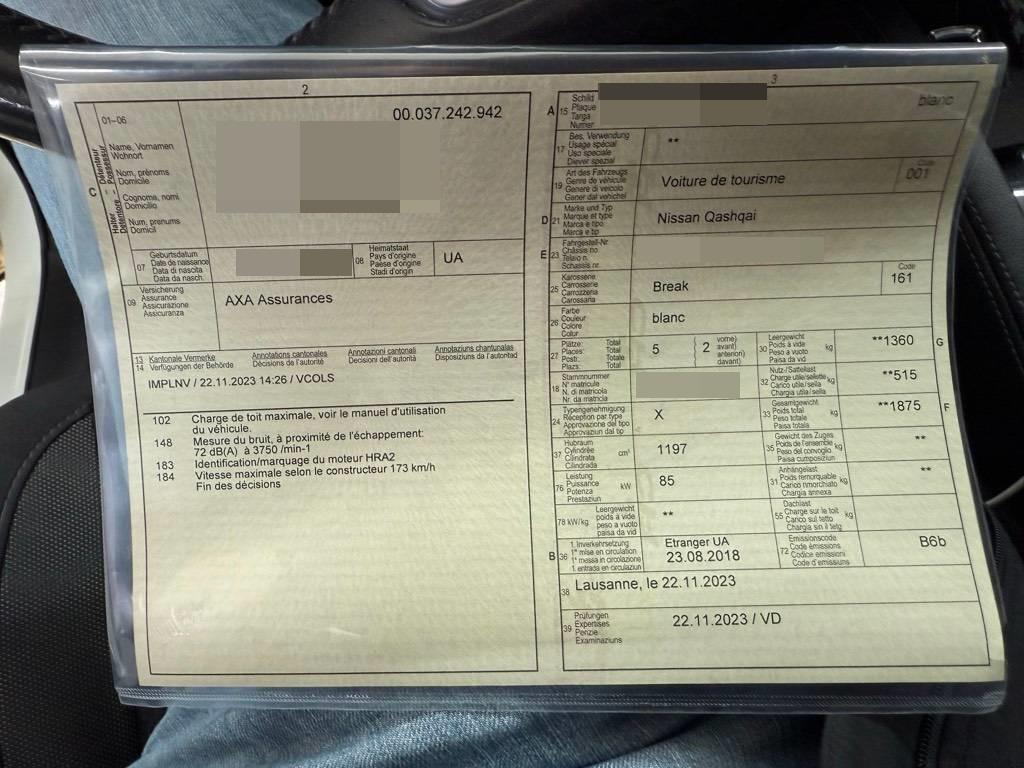 2
01-06
00.037.242.942
C
Détenteur
Possessur
Halter
Detentore
Name, Vornamen
Wohnort
Nom, prénoms
Domicile
Cognome, nomi
Domicilio
Num, prenums
Domicil
07
Geburtsdatum
Date de naissance
Data di nascita
Data da nasch.
08
Heimatstaat
Pays d'origine
Paese d'origine
Stadi d'origin
UA
09
Versicherung
Assurance
Assicurazione
Assicuranza
AXA Assurances
13 Kantonale Vermerke
14 Verfügungen der Behörde
Annotations cantonales
Décisions de l'autorité
Annotazioni cantonali
Decisioni dell'autorità
Annotaziuns chantunalas
Disposiziuns da l'autoritad
IMPLNV / 22.11.2023 14:26 / VCOLS
102 Charge de toit maximale, voir le manuel d'utilisation
du véhicule.
148 Mesure du bruit, à proximité de l'échappement:
72 dB(A) à 3750 /min-1
183 Identification/marquage du moteur HRA2
184 Vitesse maximale selon le constructeur 173 km/h
Fin des décisions
3
A 15
Schild
Plaque
Targa
Numer
blanc
17
Bes. Verwendung
Usage spécial
Uso speciale
Diever spezial
**
19
Art des Fahrzeugs
Genre de véhicule
Genere di veicolo
Gener dal vehichel
Voiture de tourisme
Code
001
D 21
Marke und Typ
Marque et type
Marca e tipo
Marca e tip
Nissan Qashqai
E 23
Fahrgestell-Nr.
Châssis no
Telaio n.
Schassis nr.
25
Karosserie
Carrosserie
Carrozzeria
Carossaria
Break
Code
161
26
Farbe
Couleur
Colore
Colur
blanc
27
Plätze: Total
Places: Total
Posti: Totale
Plazs: Total
5
2
vorne)
avant)
anteriori)
davant)
30
Leergewicht
Poids à vide
Peso a vuoto
Paisa da vid
kg
**1360
G
18
Stammnummer
N° matricule
N. di matricola
Nr. da matricla
32
Nutz-/Sattellast
Charge utile/sellette
Carico utile/sella
Chargia utila/sella
kg
**515
24
Typengenehmigung
Réception par type
Approvazione del tipo
Approvaziun dal tip
X
33
Gesamtgewicht
Poids total
Peso totale
Paisa totala
kg
**1875
F
37
Hubraum
Cylindrée
Cilindrata
Cilindrada
cm³
1197
35
Gewicht des Zuges
Poids de l'ensemble
Peso del convoglio
Paisa cumposiziun
kg
**
76
Leistung
Puissance
Potenza
Prestaziun
kW
85
31
Anhängelast
Poids remorquable
Carico rimorchiato
Chargia annexa
kg
**
78 kW/kg
Leergewicht
poids à vide
peso a vuoto
paisa da vid
**
55
Dachlast
Charge sur le toit
Carico sul tetto
Chargia sin il tetg
kg
B 36
1. Inverkehrsetzung
1re mise en circulation
1a messa in circolazione
1. entrada en circulaziun
Etranger UA
23.08.2018
72
Emissionscode
Code émissions
Codice emissioni
Code d'emissiuns
B6b
38 Lausanne, le 22.11.2023
39
Prüfungen
Expertises
Perizie
Examinaziuns
22.11.2023 / VD